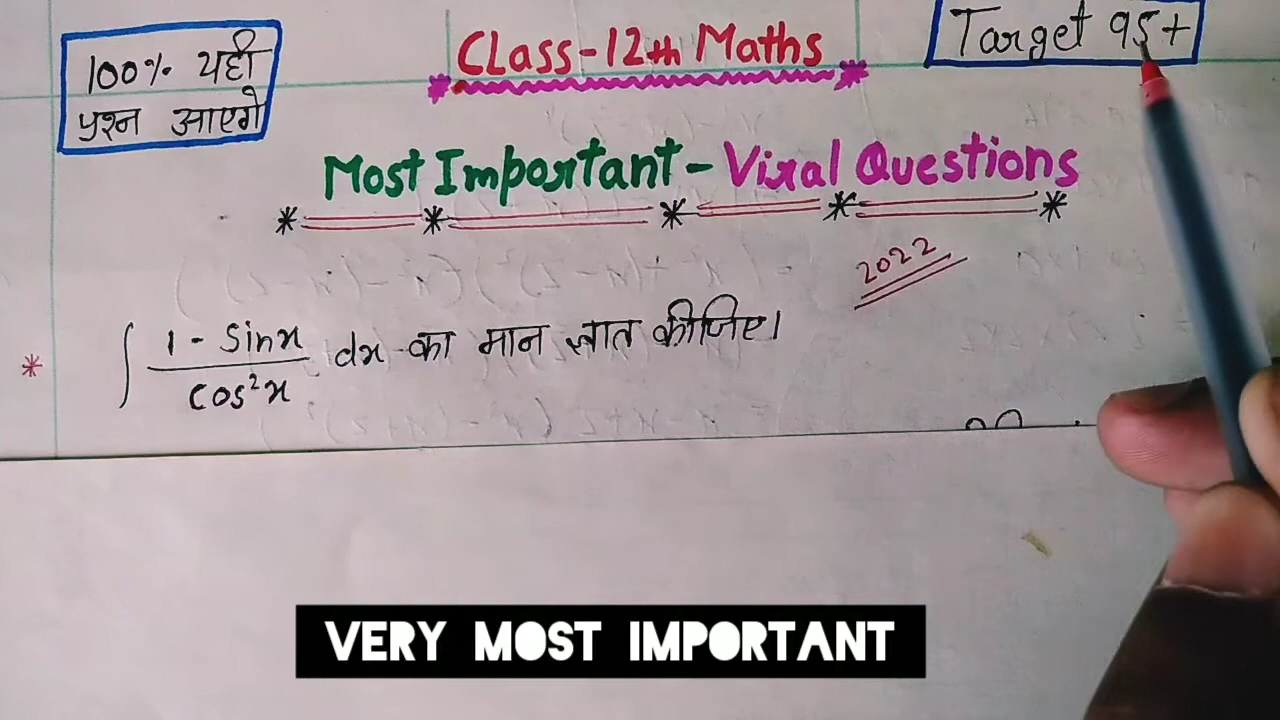 100% यही
प्रश्न आएगे
Class-12th Maths
Target 95+
Most Important - Viral Questions
2022
* ∫ (1 - Sinx)/(cos²x) dx का मान ज्ञात कीजिए।
VERY MOST IMPORTANT